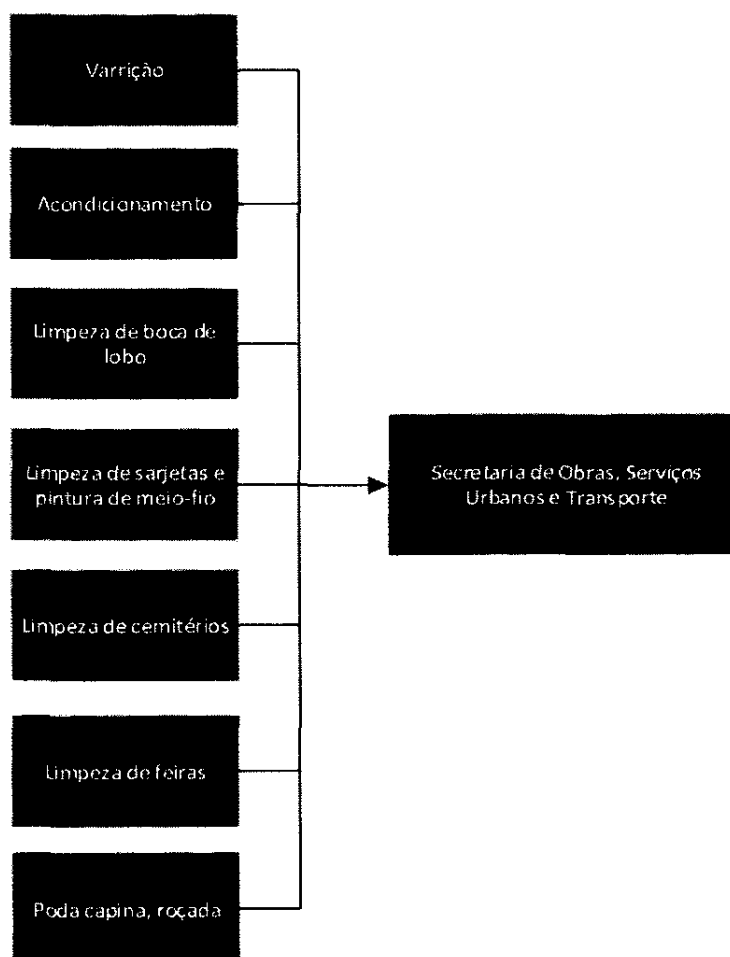 Varrição
Acondicionamento
Limpeza de boca de
lobo
Limpeza de sarjetas e
pintura de meio-fio
Secretaria de Obras, Serviços
Urbanos e Transporte
Limpeza de cemitérios
Limpeza de feiras
Poda capina, roçada